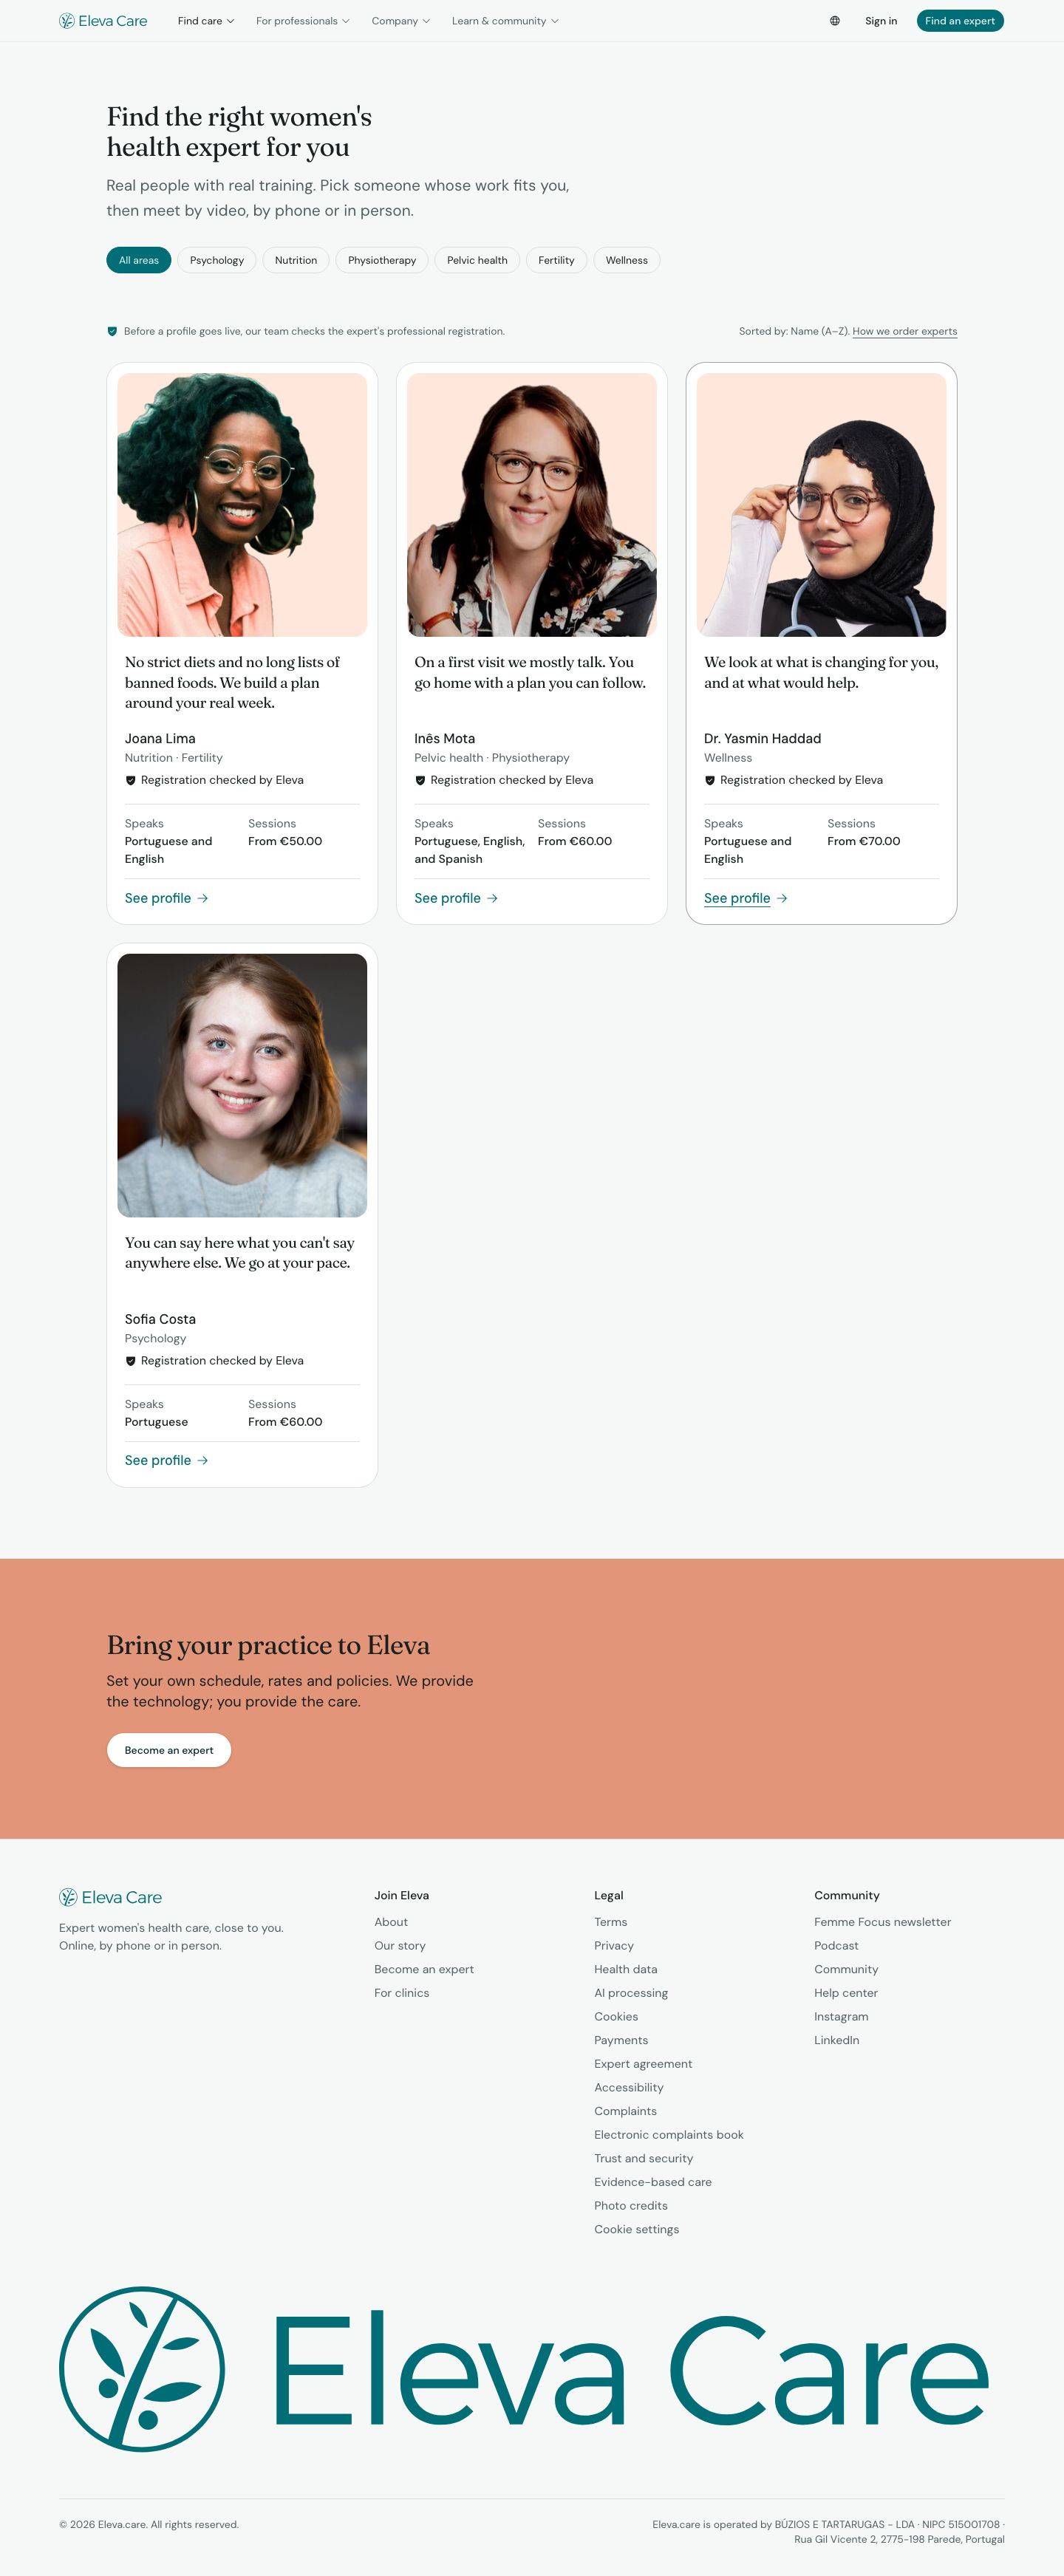 Eleva Care
Find care
For professionals
Company
Learn & community
Sign in
Find an expert
Find the right women's
health expert for you
Real people with real training. Pick someone whose work fits you,
then meet by video, by phone or in person.
All areas
Psychology
Nutrition
Physiotherapy
Pelvic health
Fertility
Wellness
Before a profile goes live, our team checks the expert's professional registration.
Sorted by: Name (A–Z). How we order experts
No strict diets and no long lists of
banned foods. We build a plan
around your real week.
Joana Lima
Nutrition · Fertility
Registration checked by Eleva
Speaks
Portuguese and
English
Sessions
From €50.00
See profile
On a first visit we mostly talk. You
go home with a plan you can follow.
Inês Mota
Pelvic health · Physiotherapy
Registration checked by Eleva
Speaks
Portuguese, English,
and Spanish
Sessions
From €60.00
See profile
We look at what is changing for you,
and at what would help.
Dr. Yasmin Haddad
Wellness
Registration checked by Eleva
Speaks
Portuguese and
English
Sessions
From €70.00
See profile
You can say here what you can't say
anywhere else. We go at your pace.
Sofia Costa
Psychology
Registration checked by Eleva
Speaks
Portuguese
Sessions
From €60.00
See profile
Bring your practice to Eleva
Set your own schedule, rates and policies. We provide
the technology; you provide the care.
Become an expert
Eleva Care
Expert women's health care, close to you.
Online, by phone or in person.
Join Eleva
About
Our story
Become an expert
For clinics
Legal
Terms
Privacy
Health data
AI processing
Cookies
Payments
Expert agreement
Accessibility
Complaints
Electronic complaints book
Trust and security
Evidence-based care
Photo credits
Cookie settings
Community
Femme Focus newsletter
Podcast
Community
Help center
Instagram
LinkedIn
Eleva Care
© 2026 Eleva.care. All rights reserved.
Eleva.care is operated by BÚZIOS E TARTARUGAS - LDA · NIPC 515001708 ·
Rua Gil Vicente 2, 2775-198 Parede, Portugal